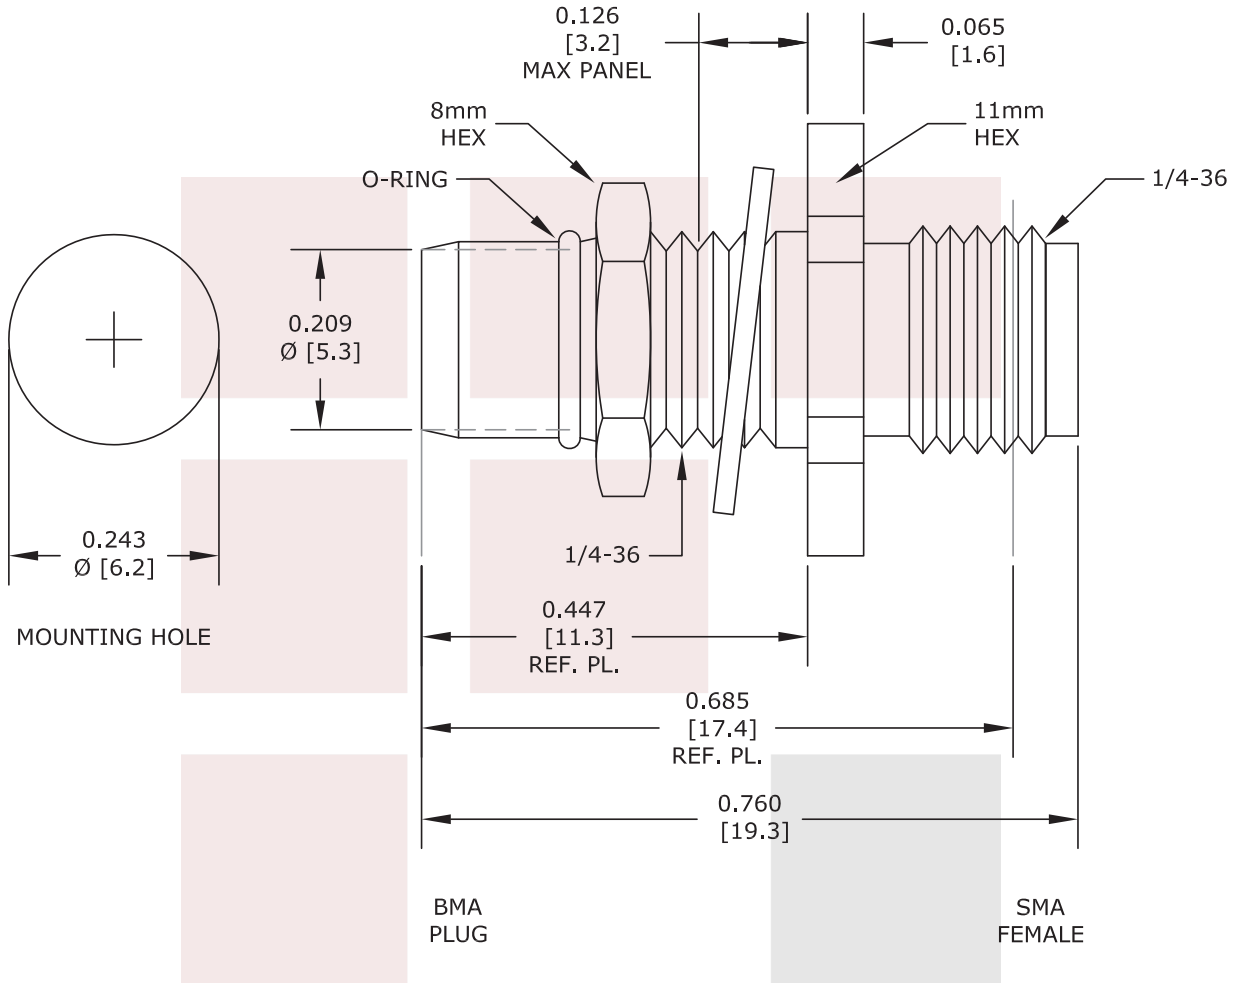 0.126
[3.2]
MAX PANEL
0.065
[1.6]
8mm
HEX
11mm
HEX
O-RING
1/4-36
0.209
Ø [5.3]
0.243
Ø [6.2]
MOUNTING HOLE
1/4-36
0.447
[11.3]
REF. PL.
0.685
[17.4]
REF. PL.
0.760
[19.3]
BMA
PLUG
SMA
FEMALE